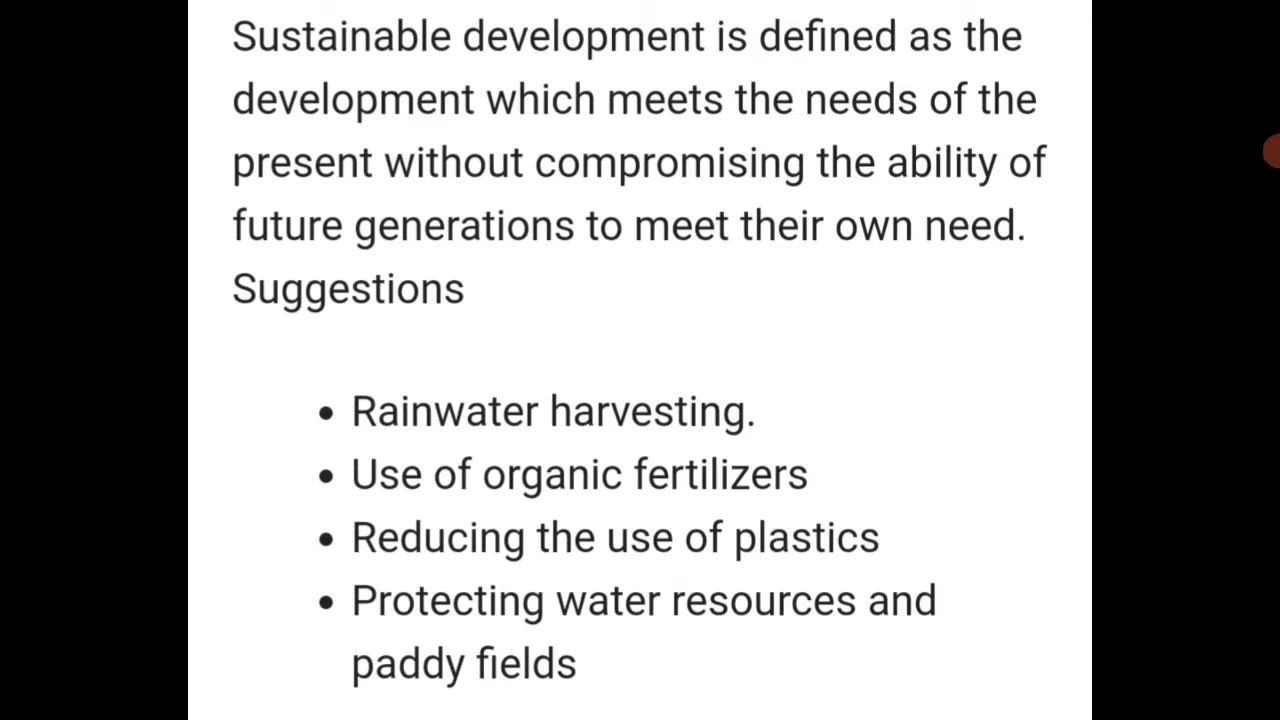 Sustainable development is defined as the
development which meets the needs of the
present without compromising the ability of
future generations to meet their own need.
Suggestions
• Rainwater harvesting.
• Use of organic fertilizers
• Reducing the use of plastics
• Protecting water resources and
paddy fields